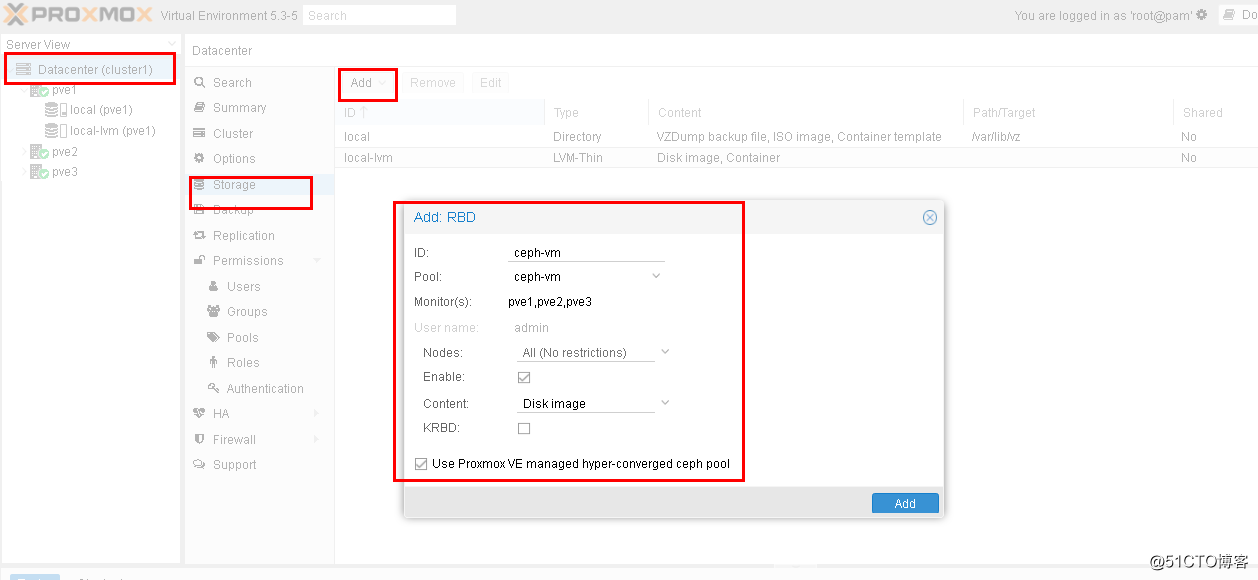 PROXMOX Virtual Environment 5.3-5 Search You are logged in as 'root@pam' Do
Server View
Datacenter (cluster1)
pve1
local (pve1)
local-lvm (pve1)
pve2
pve3
Datacenter
Search
Summary
Cluster
Options
Storage
Backup
Replication
Permissions
Users
Groups
Pools
Roles
Authentication
HA
Firewall
Support
Add Remove Edit
ID ↑ Type Content Path/Target Shared
local Directory VZDump backup file, ISO image, Container template /var/lib/vz No
local-lvm LVM-Thin Disk image, Container No
Add: RBD
ID: ceph-vm
Pool: ceph-vm
Monitor(s): pve1,pve2,pve3
User name: admin
Nodes: All (No restrictions)
Enable:
Content: Disk image
KRBD:
Use Proxmox VE managed hyper-converged ceph pool
Add
@51CTO博客